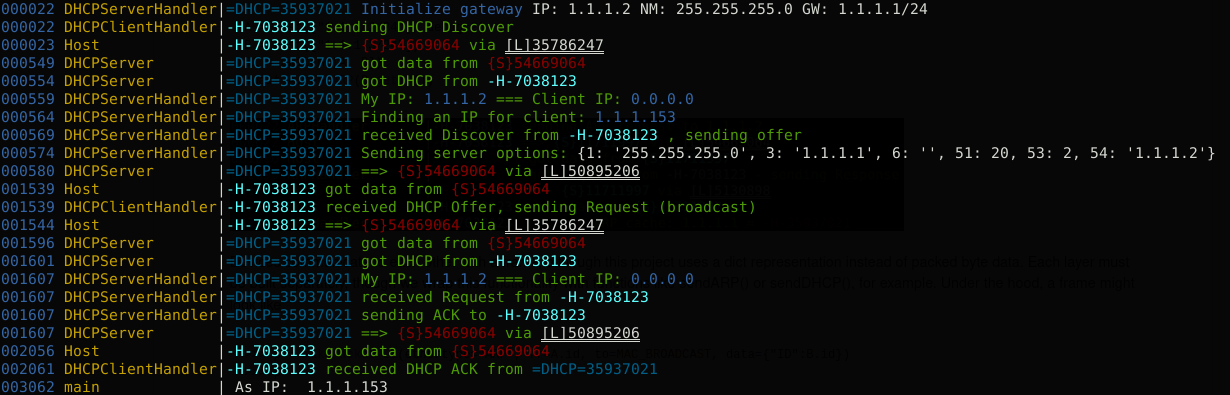 000022 DHCPServerHandler|=DHCP=35937021 Initialize gateway IP: 1.1.1.2 NM: 255.255.255.0 GW: 1.1.1.1/24
000022 DHCPClientHandler|-H-7038123 sending DHCP Discover
000023 Host |-H-7038123 ==> {S}54669064 via [L]35786247
000549 DHCPServer |=DHCP=35937021 got data from {S}54669064
000554 DHCPServer |=DHCP=35937021 got DHCP from -H-7038123
000559 DHCPServerHandler|=DHCP=35937021 My IP: 1.1.1.2 === Client IP: 0.0.0.0
000564 DHCPServerHandler|=DHCP=35937021 Finding an IP for client: 1.1.1.153
000569 DHCPServerHandler|=DHCP=35937021 received Discover from -H-7038123 , sending offer
000574 DHCPServerHandler|=DHCP=35937021 Sending server options: {1: '255.255.255.0', 3: '1.1.1.1', 6: '', 51: 20, 53: 2, 54: '1.1.1.2'}
000580 DHCPServer |=DHCP=35937021 ==> {S}54669064 via [L]50895206
001539 Host |-H-7038123 got data from {S}54669064
001539 DHCPClientHandler|-H-7038123 received DHCP Offer, sending Request (broadcast)
001544 Host |-H-7038123 ==> {S}54669064 via [L]35786247
001596 DHCPServer |=DHCP=35937021 got data from {S}54669064
001601 DHCPServer |=DHCP=35937021 got DHCP from -H-7038123
001607 DHCPServerHandler|=DHCP=35937021 My IP: 1.1.1.2 === Client IP: 0.0.0.0
001607 DHCPServerHandler|=DHCP=35937021 received Request from -H-7038123
001607 DHCPServerHandler|=DHCP=35937021 sending ACK to -H-7038123
001607 DHCPServer |=DHCP=35937021 ==> {S}54669064 via [L]50895206
002056 Host |-H-7038123 got data from {S}54669064
002061 DHCPClientHandler|-H-7038123 received DHCP ACK from =DHCP=35937021
003062 main | As IP: 1.1.1.153